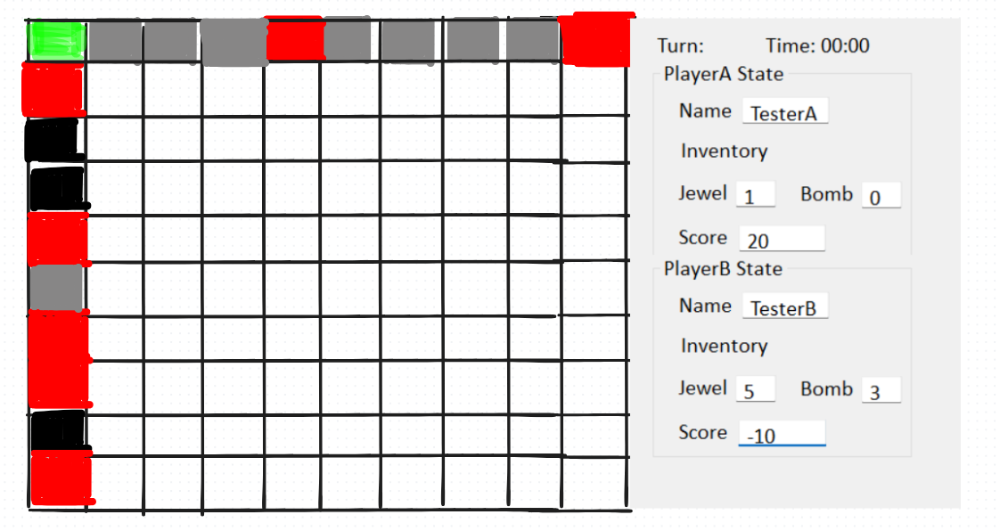 Turn: Time: 00:00
PlayerA State
Name TesterA
Inventory
Jewel 1 Bomb 0
Score 20
PlayerB State
Name TesterB
Inventory
Jewel 5 Bomb 3
Score -10